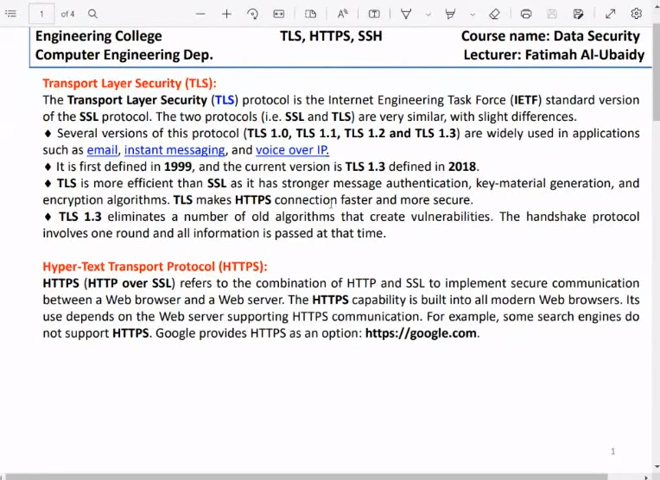 1 of 4
Engineering College TLS, HTTPS, SSH Course name: Data Security
Computer Engineering Dep. Lecturer: Fatimah Al-Ubaidy
Transport Layer Security (TLS):
The Transport Layer Security (TLS) protocol is the Internet Engineering Task Force (IETF) standard version
of the SSL protocol. The two protocols (i.e. SSL and TLS) are very similar, with slight differences.
♦ Several versions of this protocol (TLS 1.0, TLS 1.1, TLS 1.2 and TLS 1.3) are widely used in applications
such as email, instant messaging, and voice over IP.
♦ It is first defined in 1999, and the current version is TLS 1.3 defined in 2018.
♦ TLS is more efficient than SSL as it has stronger message authentication, key-material generation, and
encryption algorithms. TLS makes HTTPS connection faster and more secure.
♦ TLS 1.3 eliminates a number of old algorithms that create vulnerabilities. The handshake protocol
involves one round and all information is passed at that time.
Hyper-Text Transport Protocol (HTTPS):
HTTPS (HTTP over SSL) refers to the combination of HTTP and SSL to implement secure communication
between a Web browser and a Web server. The HTTPS capability is built into all modern Web browsers. Its
use depends on the Web server supporting HTTPS communication. For example, some search engines do
not support HTTPS. Google provides HTTPS as an option: https://google.com.
1